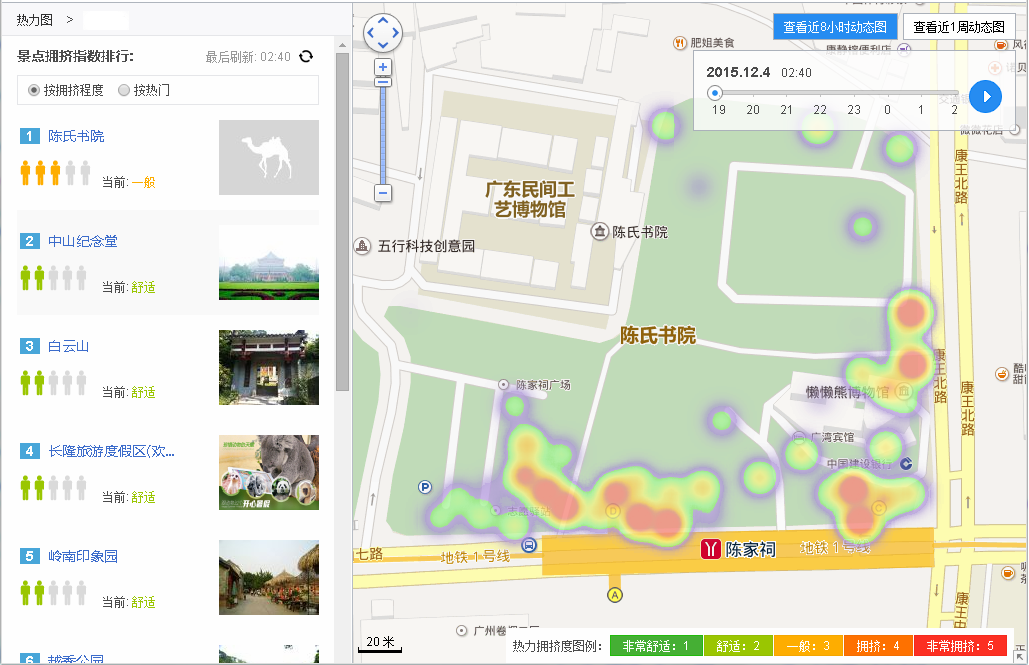 热力图 >
景点拥挤指数排行:
最后刷新: 02:40
按拥挤程度 按热门
1 陈氏书院
当前:一般
2 中山纪念堂
当前:舒适
3 白云山
当前:舒适
4 长隆旅游度假区(欢...
当前:舒适
开心暑假
5 岭南印象园
当前:舒适
6 越秀公园
查看近8小时动态图
查看近1周动态图
肥姐美食
2015.12.4 02:40
19 20 21 22 23 0 1 2
康王北路
广东民间工
艺博物馆
陈氏书院
五行科技创意园
陈氏书院
康王北路
康王北路
陈家祠广场
懒懒熊博物馆
广湾宾馆
中国建设银行
P
七路
地铁1号线
陈家祠
地铁1号线
A
20 米
热力拥挤度图例:
非常舒适: 1
舒适: 2
一般: 3
拥挤: 4
非常拥挤: 5